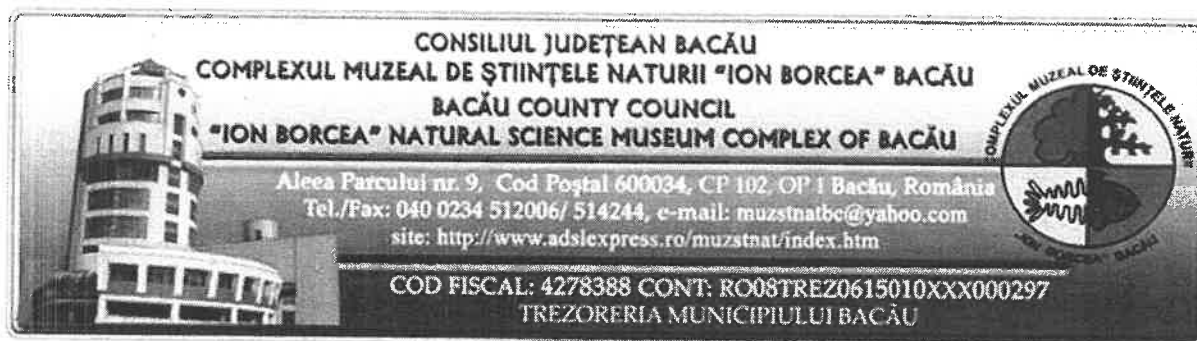 CONSILIUL JUDEȚEAN BACĂU
COMPLEXUL MUZEAL DE ȘTIINȚELE NATURII "ION BORCEA" BACĂU
BACĂU COUNTY COUNCIL
"ION BORCEA" NATURAL SCIENCE MUSEUM COMPLEX OF BACĂU
Aleea Parcului nr. 9, Cod Poștal 600034, CP 102, OP 1 Bacău, România
Tel./Fax: 040 0234 512006/ 514244, e-mail: muzstnatbc@yahoo.com
site: http://www.adslexpress.ro/muzstnat/index.htm
COD FISCAL: 4278388 CONT: RO08TREZ0615010XXX000297
TREZORERIA MUNICIPIULUI BACĂU
COMPLEXUL MUZEAL DE ȘTIINȚELE NATURII
"ION BORCEA" BACĂU